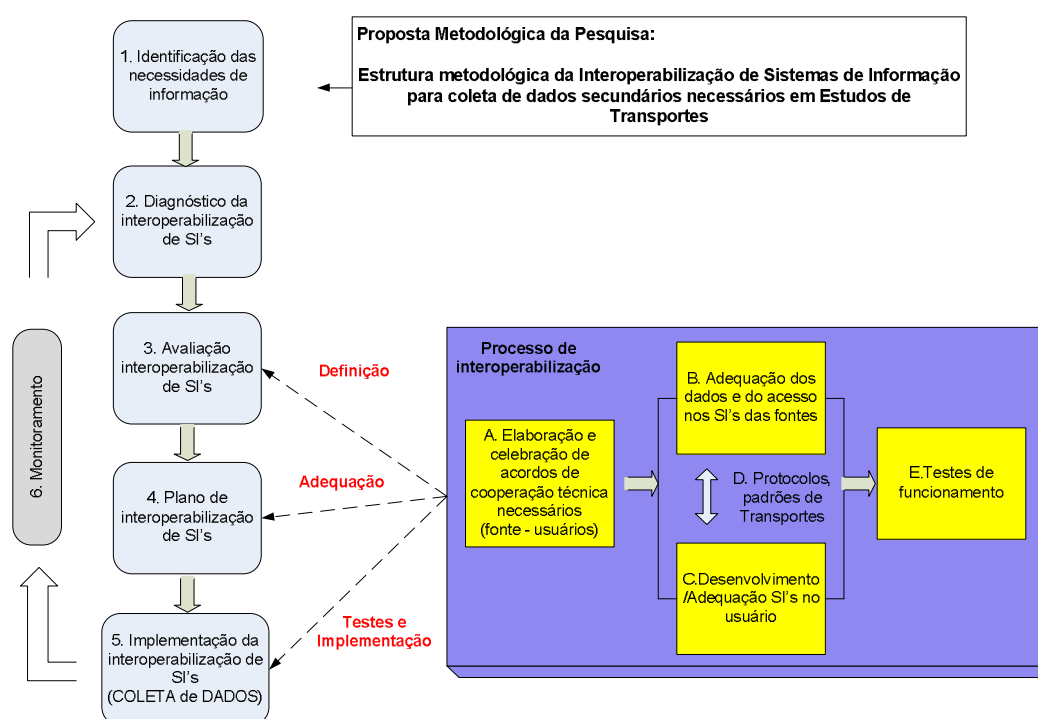 1. Identificação das
necessidades de
informação
Proposta Metodológica da Pesquisa:
Estrutura metodológica da Interoperabilização de Sistemas de Informação
para coleta de dados secundários necessários em Estudos de
Transportes
2. Diagnóstico da
interoperabilização
de SI's
3. Avaliação
interoperabilização
de SI's
4. Plano de
interoperabilização
de SI's
5. Implementação da
interoperabilização de
SI's
(COLETA de DADOS)
6. Monitoramento
Definição
Adequação
Testes e
Implementação
Processo de
interoperabilização
A. Elaboração e
celebração de
acordos de
cooperação técnica
necessários
(fonte - usuários)
B. Adequação dos
dados e do acesso
nos SI's das fontes
D. Protocolos,
padrões de
Transportes
C.Desenvolvimento
/Adequação SI's no
usuário
E.Testes de
funcionamento